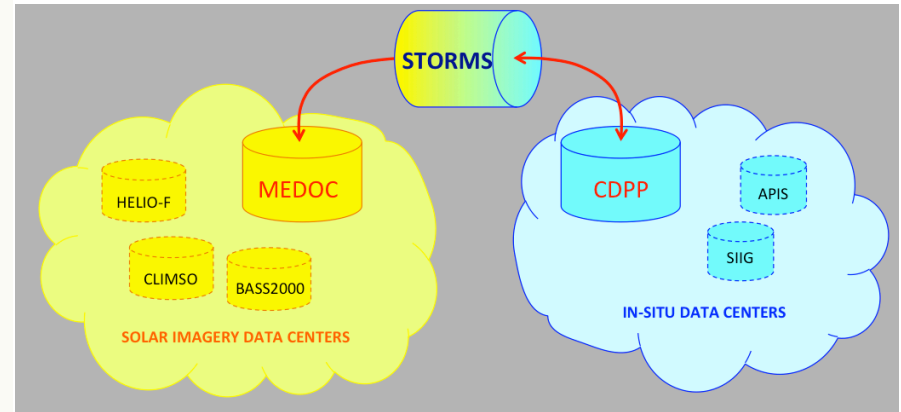 STORMS
MEDOC
HELIO-F
CLIMSO
BASS2000
SOLAR IMAGERY DATA CENTERS
CDPP
APIS
SIIG
IN-SITU DATA CENTERS